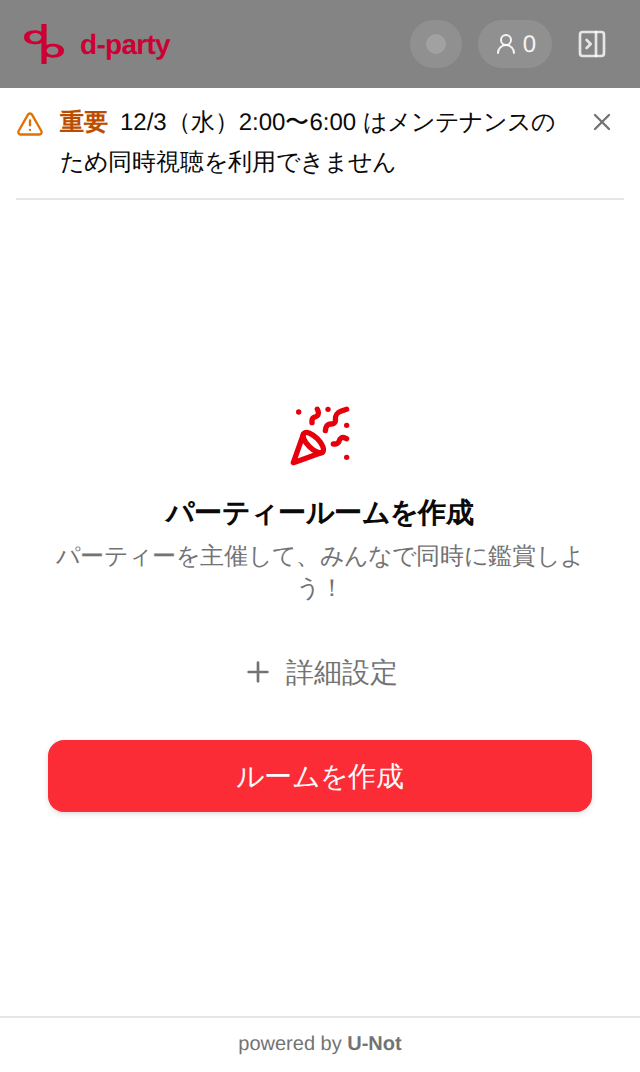 d-party
0
重要 12/3（水）2:00〜6:00 はメンテナンスの
ため同時視聴を利用できません
パーティールームを作成
パーティーを主催して、みんなで同時に鑑賞しよ
う！
詳細設定
ルームを作成
powered by U-Not